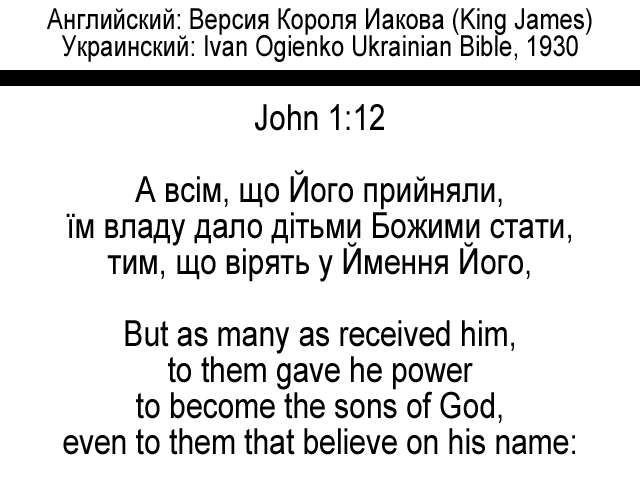 Английский: Версия Короля Иакова (King James)
Украинский: Ivan Ogienko Ukrainian Bible, 1930
John 1:12
А всім, що Його прийняли,
їм владу дало дітьми Божими стати,
тим, що вірять у Ймення Його,
But as many as received him,
to them gave he power
to become the sons of God,
even to them that believe on his name: